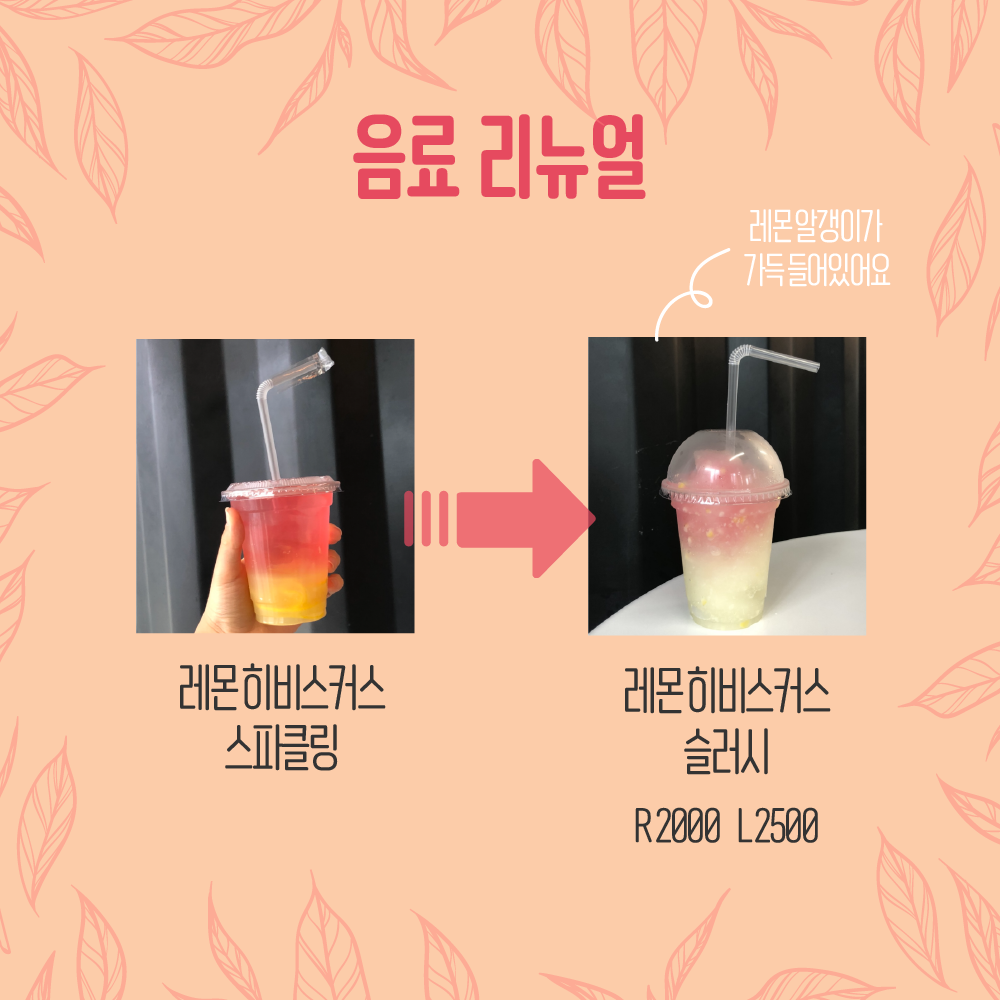 음료 리뉴얼
레몬 알갱이가
가득 들어있어요
레몬 히비스커스
스파클링
레몬 히비스커스
슬러시
R2000 L2500